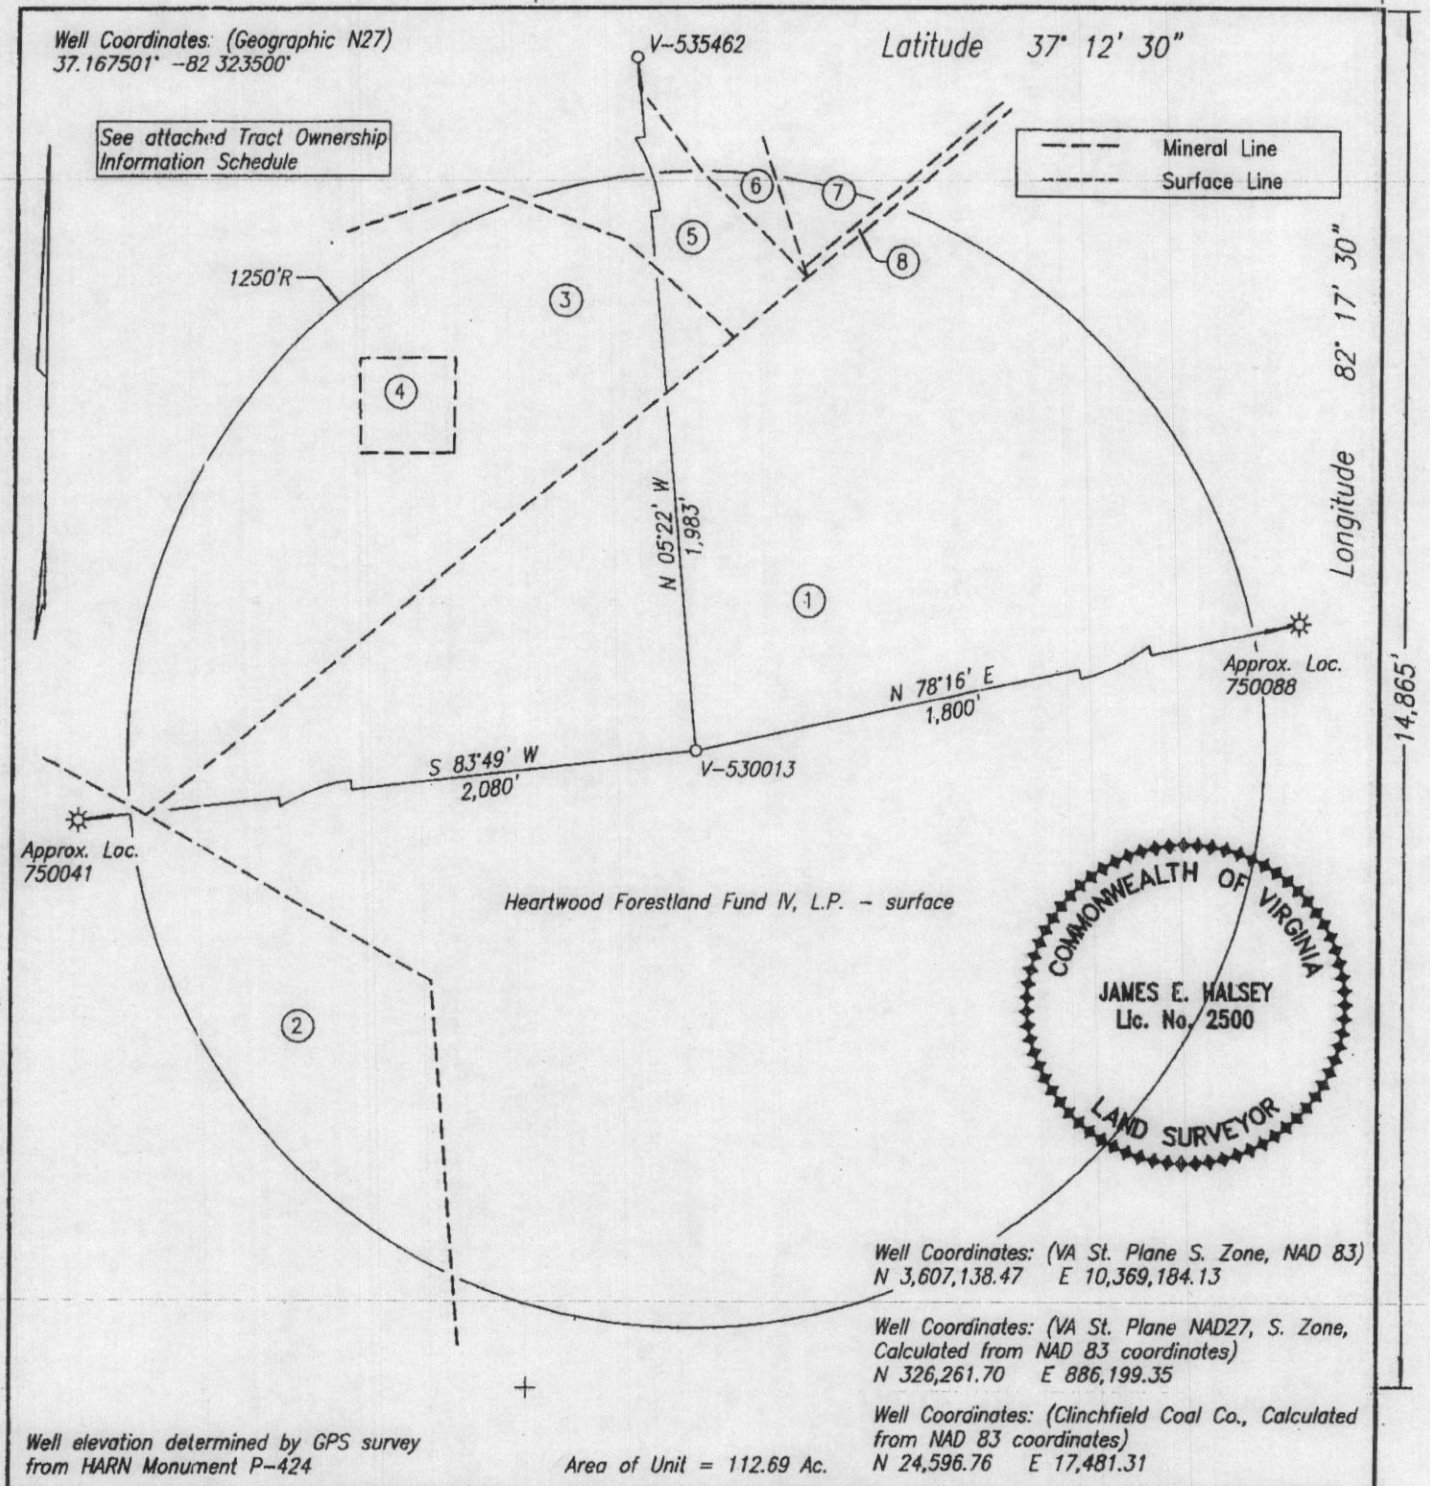 Well Coordinates: (Geographic N27)
37.167501° -82 323500°
Latitude 37° 12' 30"
V-535462
See attached Tract Ownership
Information Schedule
Mineral Line
Surface Line
6
7
5
8
1250'R
3
4
Longitude 82° 17' 30"
N 05°22' W
1,983'
1
Approx. Loc.
750088
N 78°16' E
1,800'
14,865'
S 83°49' W
2,080'
V-530013
Approx. Loc.
750041
Heartwood Forestland Fund IV, L.P. - surface
COMMONWEALTH OF VIRGINIA
JAMES E. HALSEY
Lic. No. 2500
LAND SURVEYOR
2
Well Coordinates: (VA St. Plane S. Zone, NAD 83)
N 3,607,138.47 E 10,369,184.13
Well Coordinates: (VA St. Plane NAD27, S. Zone,
Calculated from NAD 83 coordinates)
N 326,261.70 E 886,199.35
Well Coordinates: (Clinchfield Coal Co., Calculated
from NAD 83 coordinates)
N 24,596.76 E 17,481.31
Well elevation determined by GPS survey
from HARN Monument P-424
Area of Unit = 112.69 Ac.